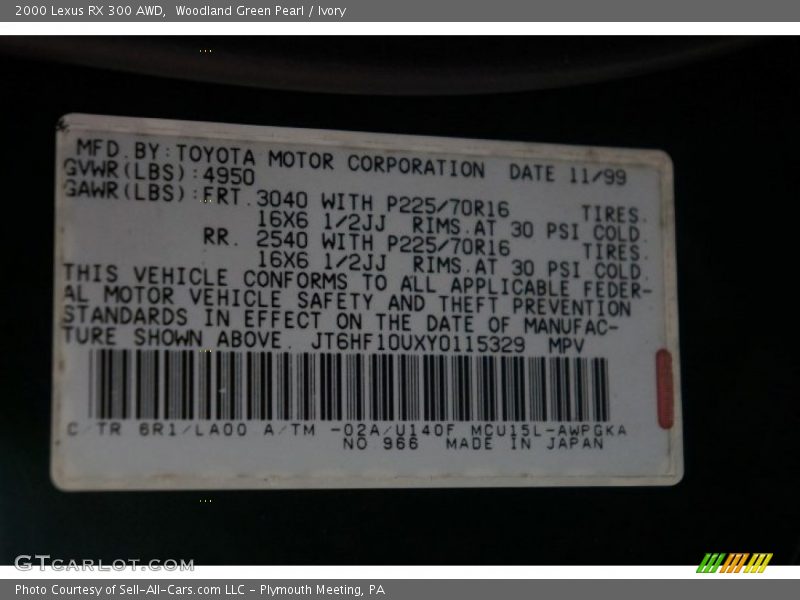 2000 Lexus RX 300 AWD,  Woodland Green Pearl / Ivory
MFD. BY: TOYOTA MOTOR CORPORATION  DATE 11/99
GVWR(LBS):4950
GAWR(LBS):FRT. 3040 WITH P225/70R16 TIRES.
16X6 1/2JJ RIMS.AT 30 PSI COLD.
RR. 2540 WITH P225/70R16 TIRES.
16X6 1/2JJ RIMS.AT 30 PSI COLD.
THIS VEHICLE CONFORMS TO ALL APPLICABLE FEDER-
AL MOTOR VEHICLE SAFETY AND THEFT PREVENTION
STANDARDS IN EFFECT ON THE DATE OF MANUFAC-
TURE SHOWN ABOVE. JT6HF10UXY0115329 MPV
C/TR 6R1/LA00 A/TM -02A/U140F MCU15L-AWPGKA
NO.966 MADE IN JAPAN
GTCARLOT.COM
Photo Courtesy of Sell-All-Cars.com LLC - Plymouth Meeting, PA